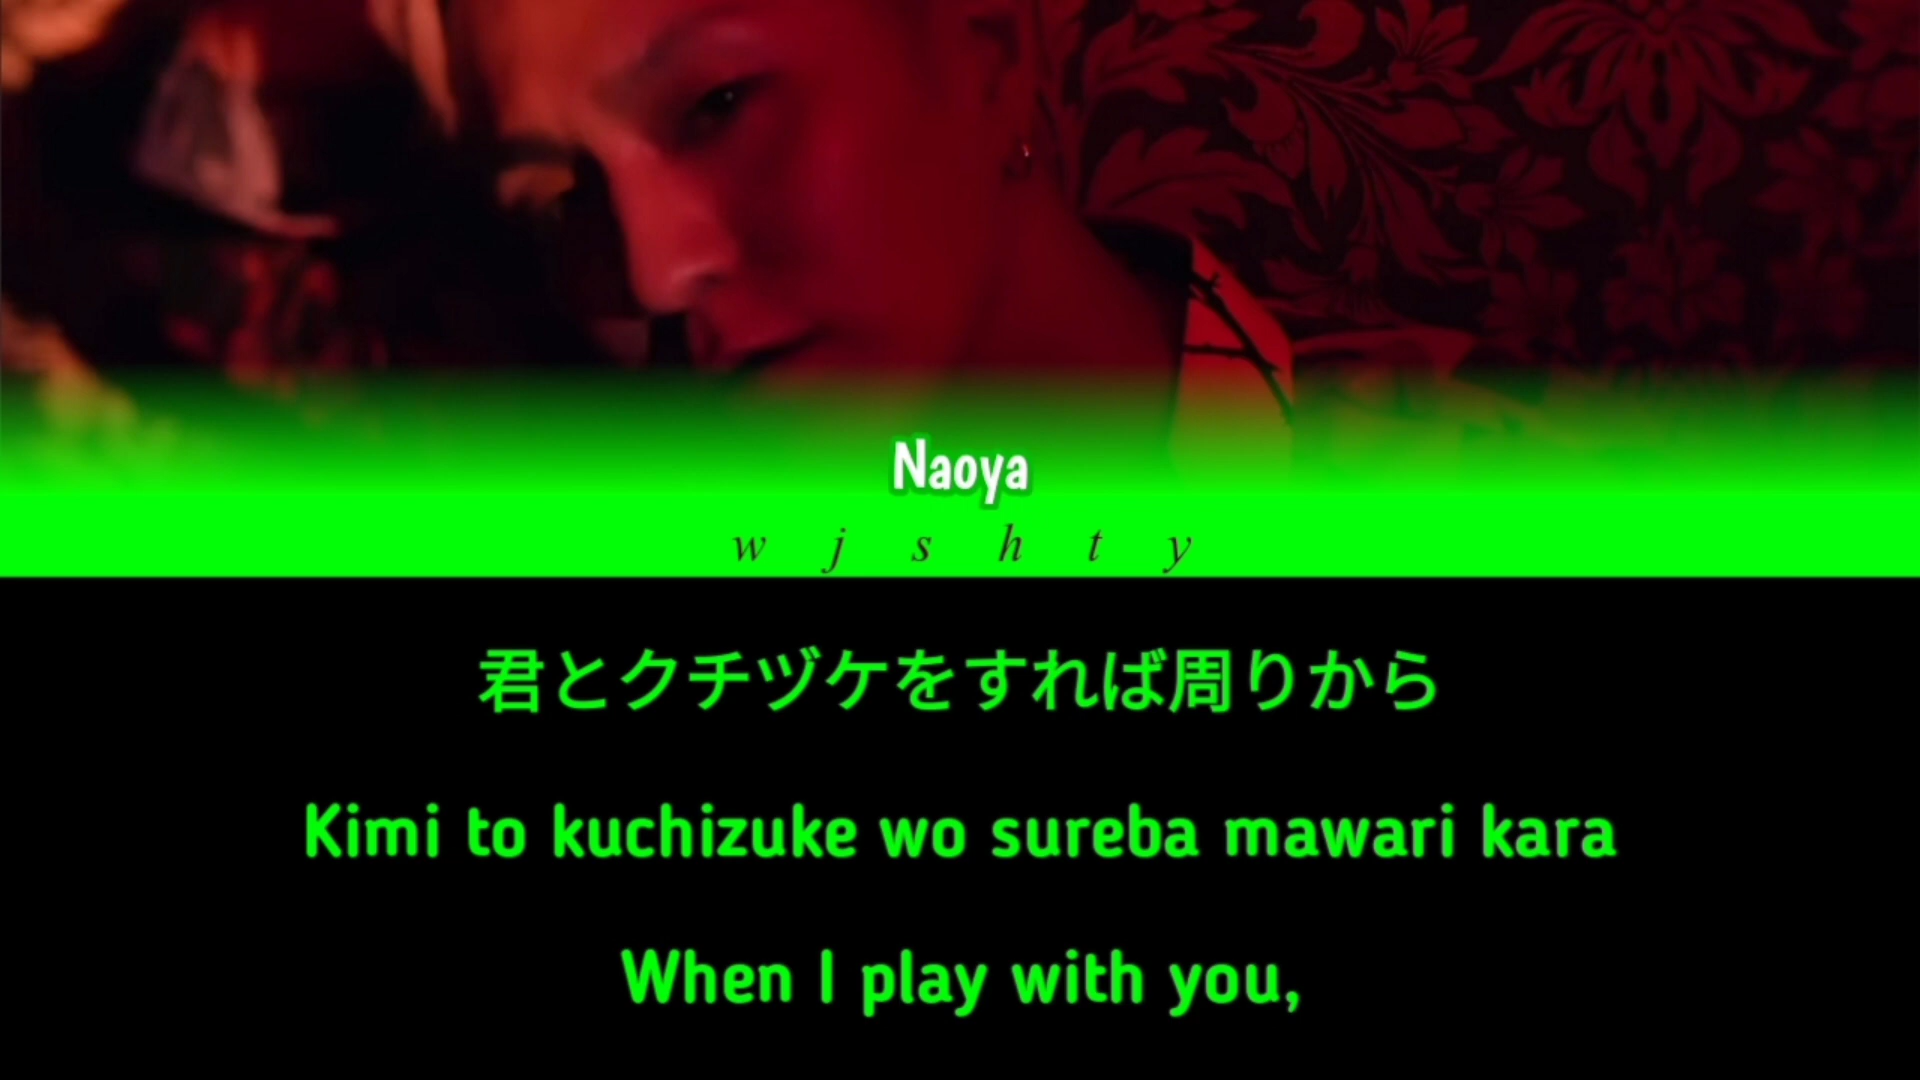 Naoya
w j s h t y
君とクチヅケをすれば周りから
Kimi to kuchizuke wo sureba mawari kara
When I play with you,